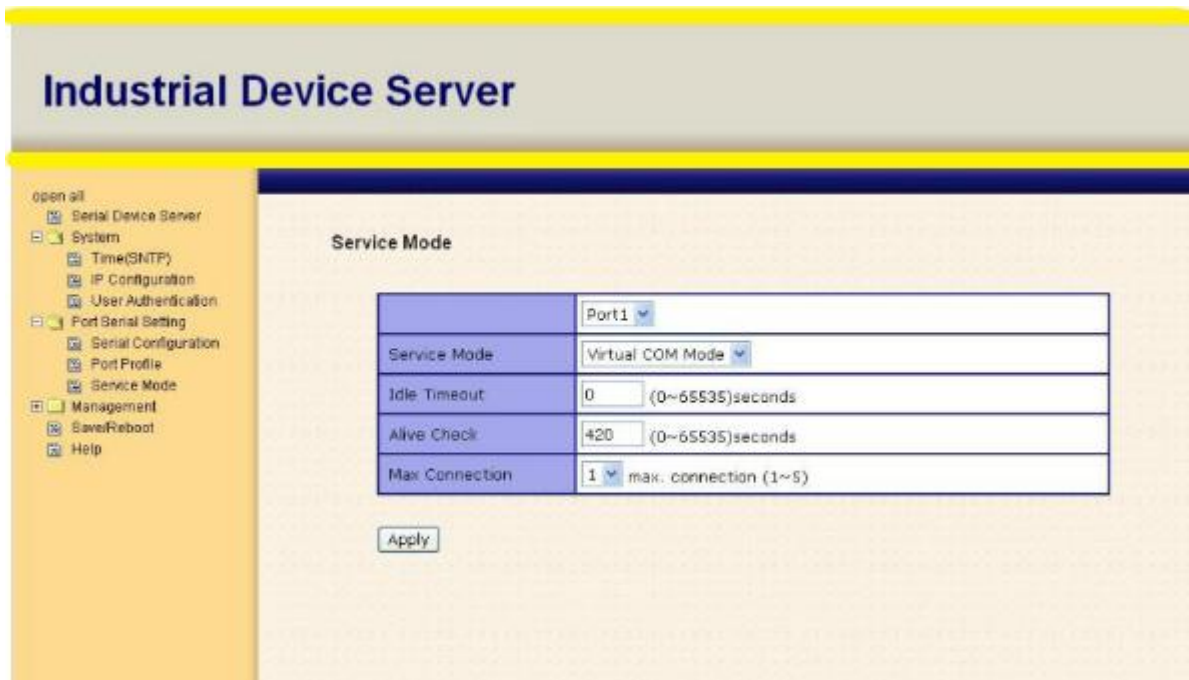 Industrial Device Server
open all
Serial Device Server
System
Time(SNTP)
IP Configuration
User Authentication
Port Serial Setting
Serial Configuration
Port Profile
Service Mode
Management
Save/Reboot
Help
Service Mode
Port1
Service Mode Virtual COM Mode
Idle Timeout 0 (0~65535)seconds
Alive Check 420 (0~65535)seconds
Max Connection 1 max. connection (1~5)
Apply